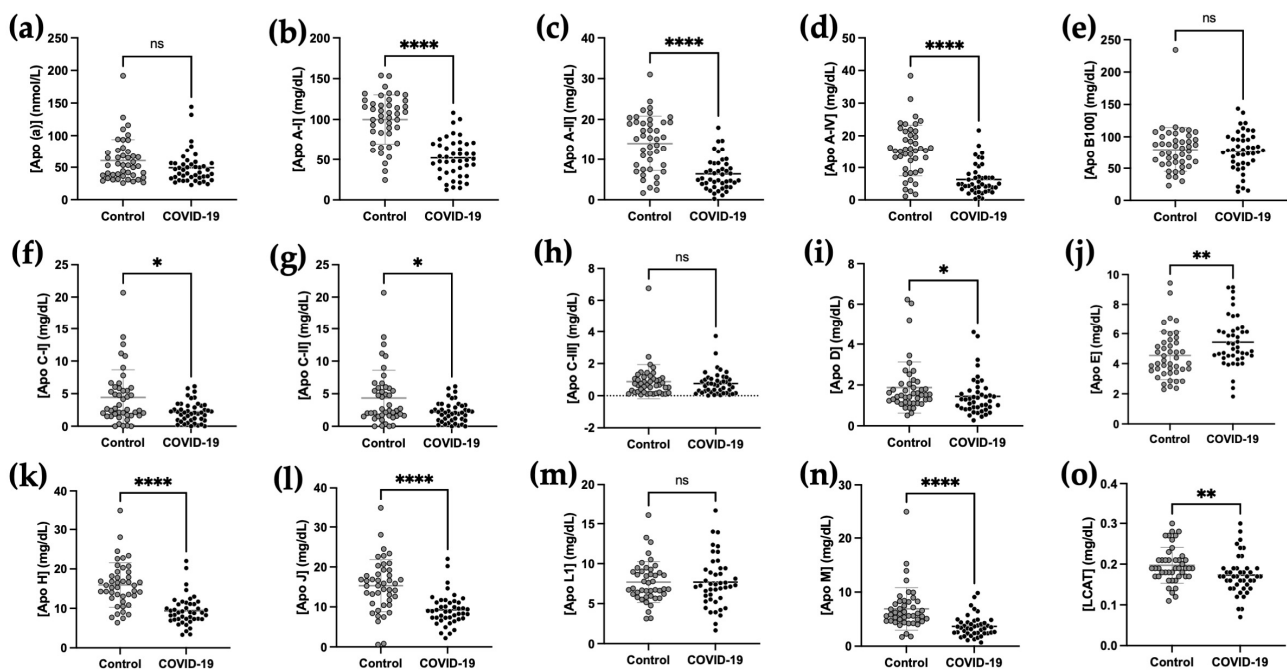 (a)
ns
[Apo (a)] (nmol/L)
250
200
150
100
50
0
Control COVID-19
(b)
****
[Apo A-I] (mg/dL)
200
150
100
50
0
Control COVID-19
(c)
****
[Apo A-II] (mg/dL)
40
30
20
10
0
Control COVID-19
(d)
****
[Apo A-IV] (mg/dL)
50
40
30
20
10
0
Control COVID-19
(e)
ns
[Apo B100] (mg/dL)
250
200
150
100
50
0
Control COVID-19
(f)
*
[Apo C-I] (mg/dL)
25
20
15
10
5
0
Control COVID-19
(g)
*
[Apo C-II] (mg/dL)
25
20
15
10
5
0
Control COVID-19
(h)
ns
[Apo C-III] (mg/dL)
8
6
4
2
0
-2
Control COVID-19
(i)
*
[Apo D] (mg/dL)
8
6
4
2
0
Control COVID-19
(j)
**
[Apo E] (mg/dL)
10
8
6
4
2
0
Control COVID-19
(k)
****
[Apo H] (mg/dL)
40
30
20
10
0
Control COVID-19
(l)
****
[Apo J] (mg/dL)
40
30
20
10
0
Control COVID-19
(m)
ns
[Apo L1] (mg/dL)
20
15
10
5
0
Control COVID-19
(n)
****
[Apo M] (mg/dL)
30
20
10
0
Control COVID-19
(o)
**
[LCAT] (mg/dL)
0.4
0.3
0.2
0.1
0.0
Control COVID-19